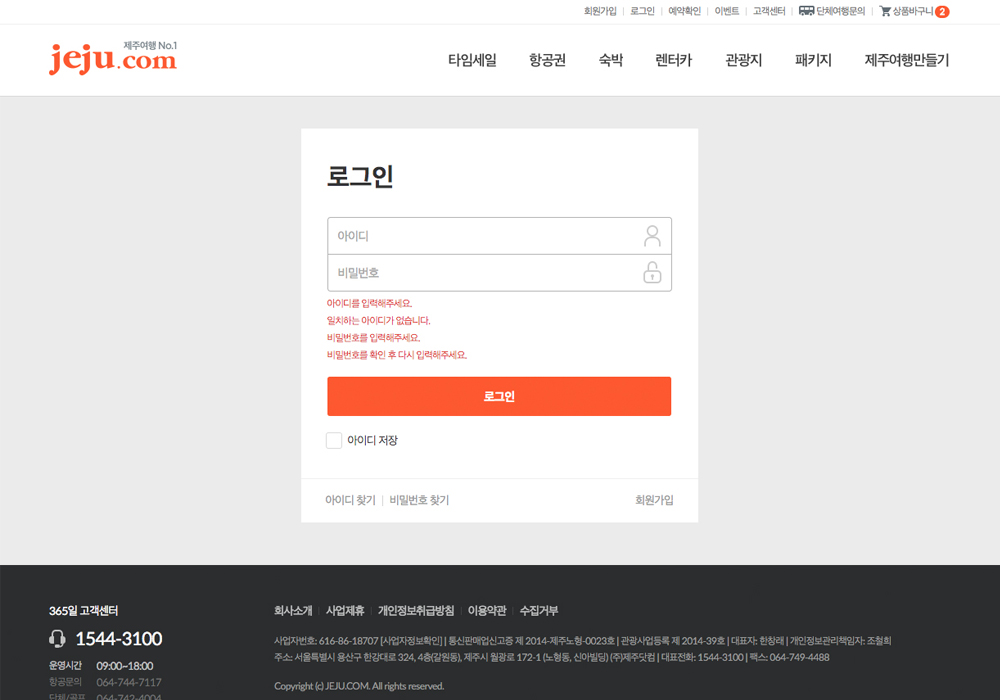 회원가입 | 로그인 | 예약확인 | 이벤트 | 고객센터 | 단체여행문의 | 상품바구니 2
제주여행 No.1
jeju.com
타임세일 항공권 숙박 렌터카 관광지 패키지 제주여행만들기
로그인
아이디
비밀번호
아이디를 입력해주세요.
일치하는 아이디가 없습니다.
비밀번호를 입력해주세요.
비밀번호를 확인 후 다시 입력해주세요.
로그인
아이디 저장
아이디 찾기 | 비밀번호 찾기 회원가입
365일 고객센터
1544-3100
운영시간 09:00~18:00
항공문의 064-744-7117
단체/골프 064-742-4004
회사소개 | 사업제휴 | 개인정보취급방침 | 이용약관 | 수집거부
사업자번호: 616-86-18707 [사업자정보확인] | 통신판매업신고증 제 2014-제주노형-0023호 | 관광사업등록 제 2014-39호 | 대표자: 한창래 | 개인정보관리책임자: 조철희
주소: 서울특별시 용산구 한강대로 324, 4층(갈원동), 제주시 월광로 172-1 (노형동, 신아빌딩) (주)제주닷컴 | 대표전화: 1544-3100 | 팩스: 064-749-4488
Copyright (c) JEJU.COM. All rights reserved.